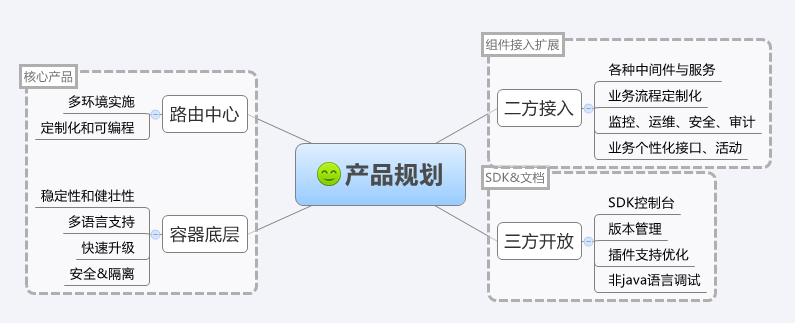 核心产品
多环境实施
定制化和可编程
路由中心
稳定性和健壮性
多语言支持
快速升级
安全&隔离
容器底层
产品规划
组件接入扩展
二方接入
各种中间件与服务
业务流程定制化
监控、运维、安全、审计
业务个性化接口、活动
SDK&文档
三方开放
SDK控制台
版本管理
插件支持优化
非java语言调试